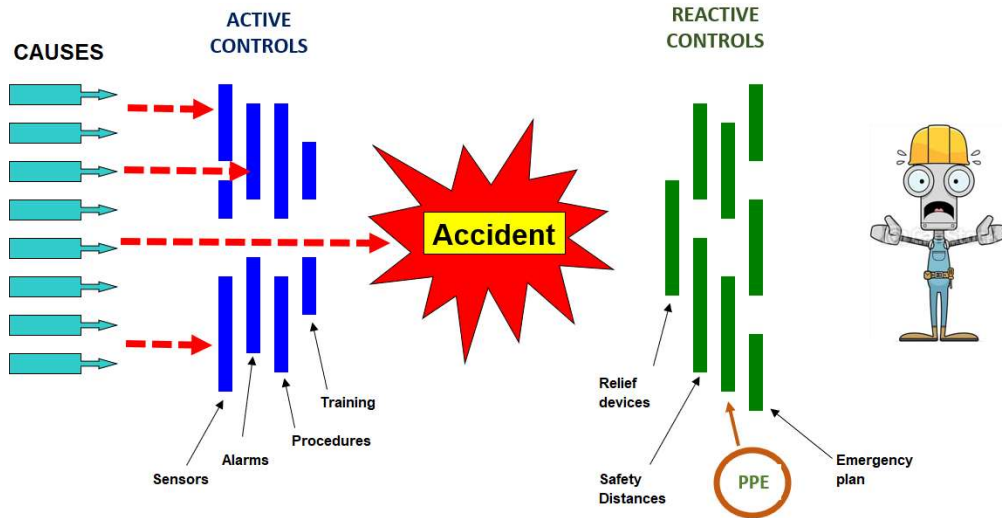 ACTIVE
CONTROLS
REACTIVE
CONTROLS
CAUSES
Accident
Training
Procedures
Alarms
Sensors
Relief
devices
Safety
Distances
PPE
Emergency
plan